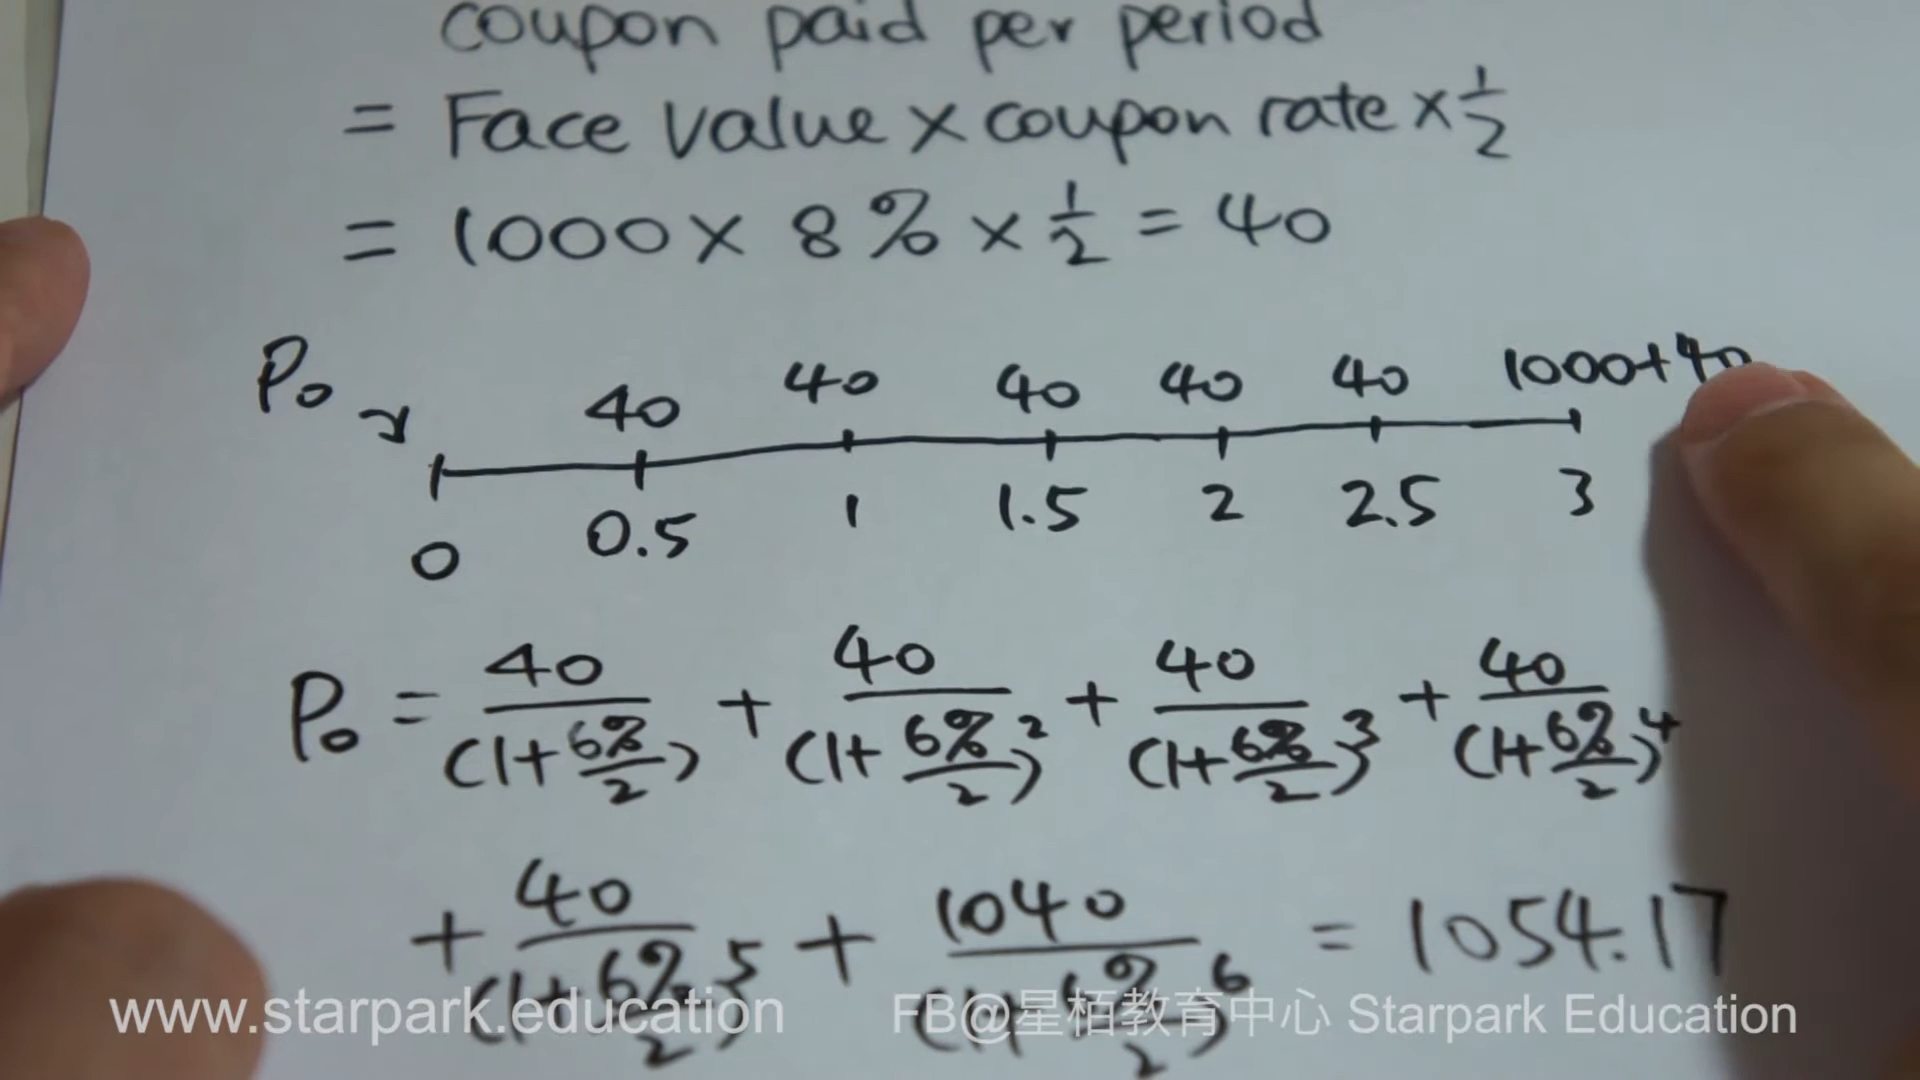 coupon paid per period
= Face value × coupon rate × 1/2
= 1000 × 8% × 1/2 = 40
P₀ 40 40 40 40 40 1000+40
0 0.5 1 1.5 2 2.5 3
P₀ = 40/(1+6%/2) + 40/(1+6%/2)² + 40/(1+6%/2)³ + 40/(1+6%/2)⁴
+ 40/(1+6%/2)⁵ + 1040/(1+6%/2)⁶ = 1054.17
www.starpark.education FB@星栢教育中心 Starpark Education